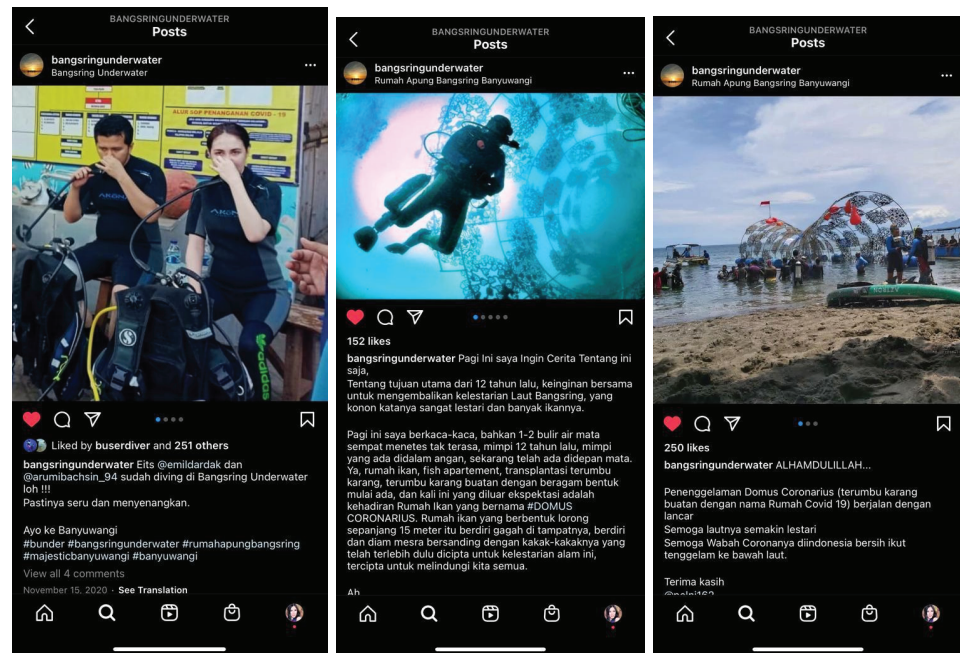 BANGSRINGUNDERWATER
Posts
bangsringunderwater
Bangsring Underwater
ALUR SOP PENANGANAN COVID - 19
adidas
Liked by buserdiver and 251 others
bangsringunderwater Eits @emildardak dan
@arumibachsin_94 sudah diving di Bangsring Underwater
loh !!!
Pastinya seru dan menyenangkan.
Ayo ke Banyuwangi
#bunder #bangsringunderwater #rumahapungbangsring
#majesticbanyuwangi #banyuwangi
View all 4 comments
November 15, 2020 · See Translation
BANGSRINGUNDERWATER
Posts
bangsringunderwater
Rumah Apung Bangsring Banyuwangi
152 likes
bangsringunderwater Pagi Ini saya Ingin Cerita Tentang ini
saja,
Tentang tujuan utama dari 12 tahun lalu, keinginan bersama
untuk mengembalikan kelestarian Laut Bangsring, yang
konon katanya sangat lestari dan banyak ikannya.
Pagi ini saya berkaca-kaca, bahkan 1-2 bulir air mata
sempat menetes tak terasa, mimpi 12 tahun lalu, mimpi
yang ada didalam angan, sekarang telah ada didepan mata.
Ya, rumah ikan, fish apartement, transplantasi terumbu
karang, terumbu karang buatan dengan beragam bentuk
mulai ada, dan kali ini yang diluar ekspektasi adalah
kehadiran Rumah Ikan yang bernama #DOMUS
CORONARIUS. Rumah ikan yang berbentuk lorong
sepanjang 15 meter itu berdiri gagah di tampatnya, berdiri
dan diam mesra bersanding dengan kakak-kakaknya yang
telah terlebih dulu dicipta untuk kelestarian alam ini,
tercipta untuk melindungi kita semua.
Ah
BANGSRINGUNDERWATER
Posts
bangsringunderwater
Rumah Apung Bangsring Banyuwangi
250 likes
bangsringunderwater ALHAMDULILLAH...
Penenggelaman Domus Coronarius (terumbu karang
buatan dengan nama Rumah Covid 19) berjalan dengan
lancar
Semoga lautnya semakin lestari
Semoga Wabah Coronanya diindonesia bersih ikut
tenggelam ke bawah laut.
Terima kasih